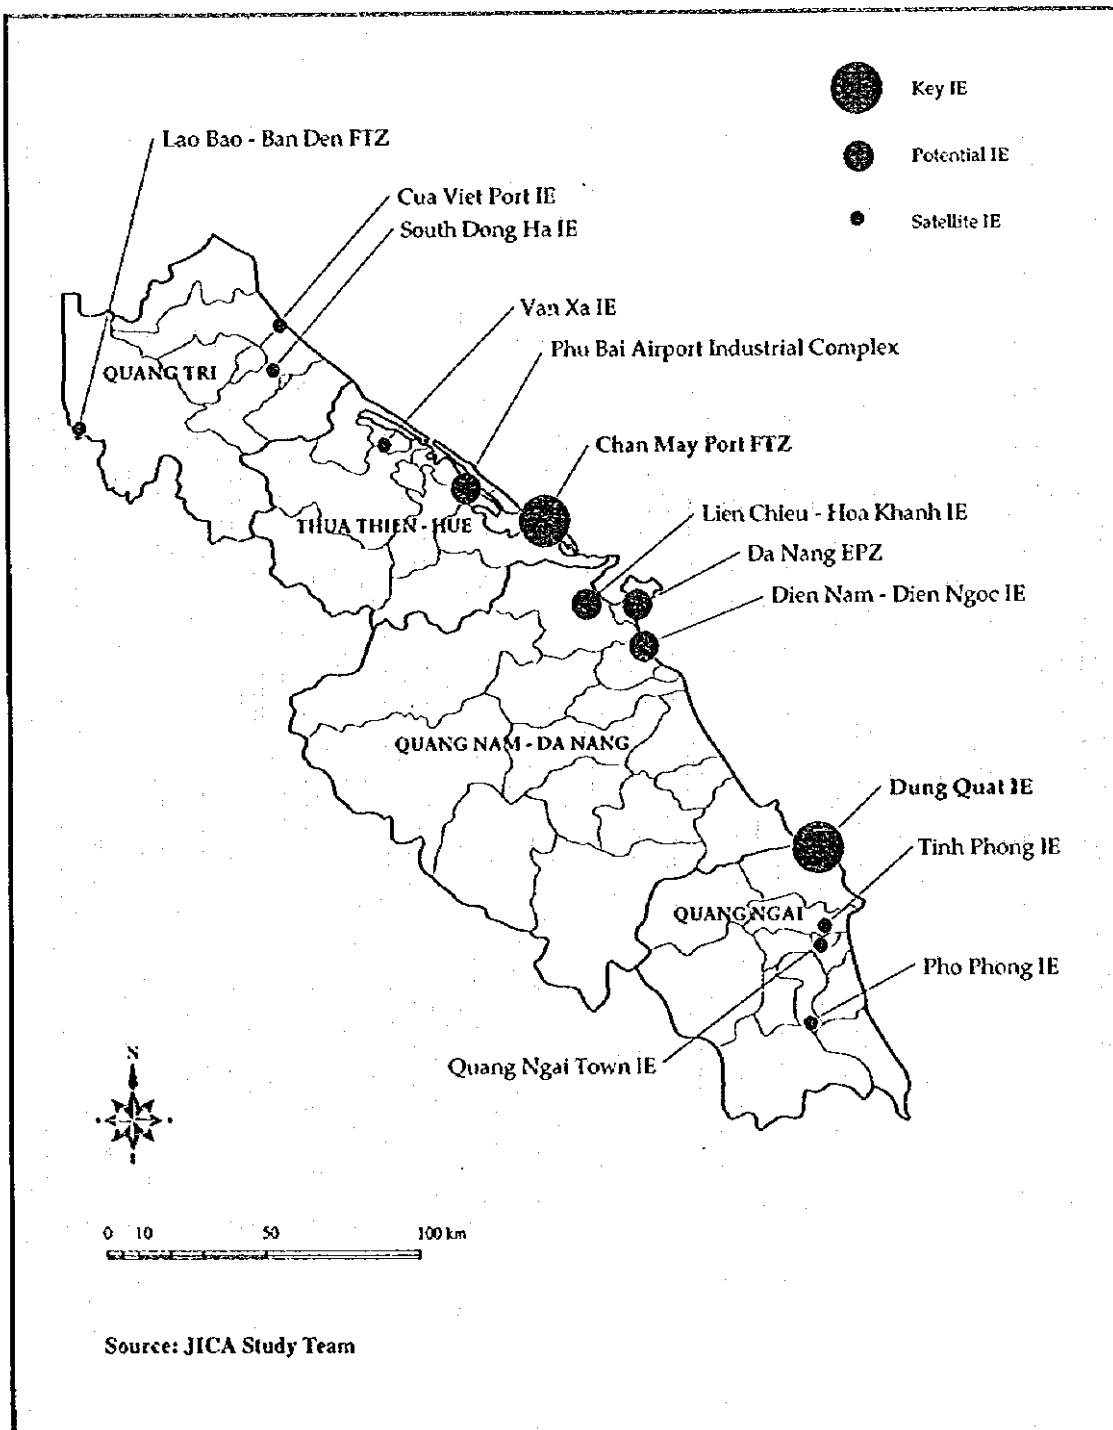 Key IE
Potential IE
Satellite IE
Lao Bao - Ban Den FTZ
Cua Viet Port IE
South Dong Ha IE
Van Xa IE
Phu Bai Airport Industrial Complex
QUANG TRI
Chan May Port FTZ
Lien Chieu - Hoa Khanh IE
THUA THIEN - HUE
Da Nang EPZ
Dien Nam - Dien Ngoc IE
QUANG NAM - DA NANG
Dung Quat IE
Tinh Phong IE
QUANG NGAI
Pho Phong IE
Quang Ngai Town IE
N
0 10 50 100 km
Source: JICA Study Team